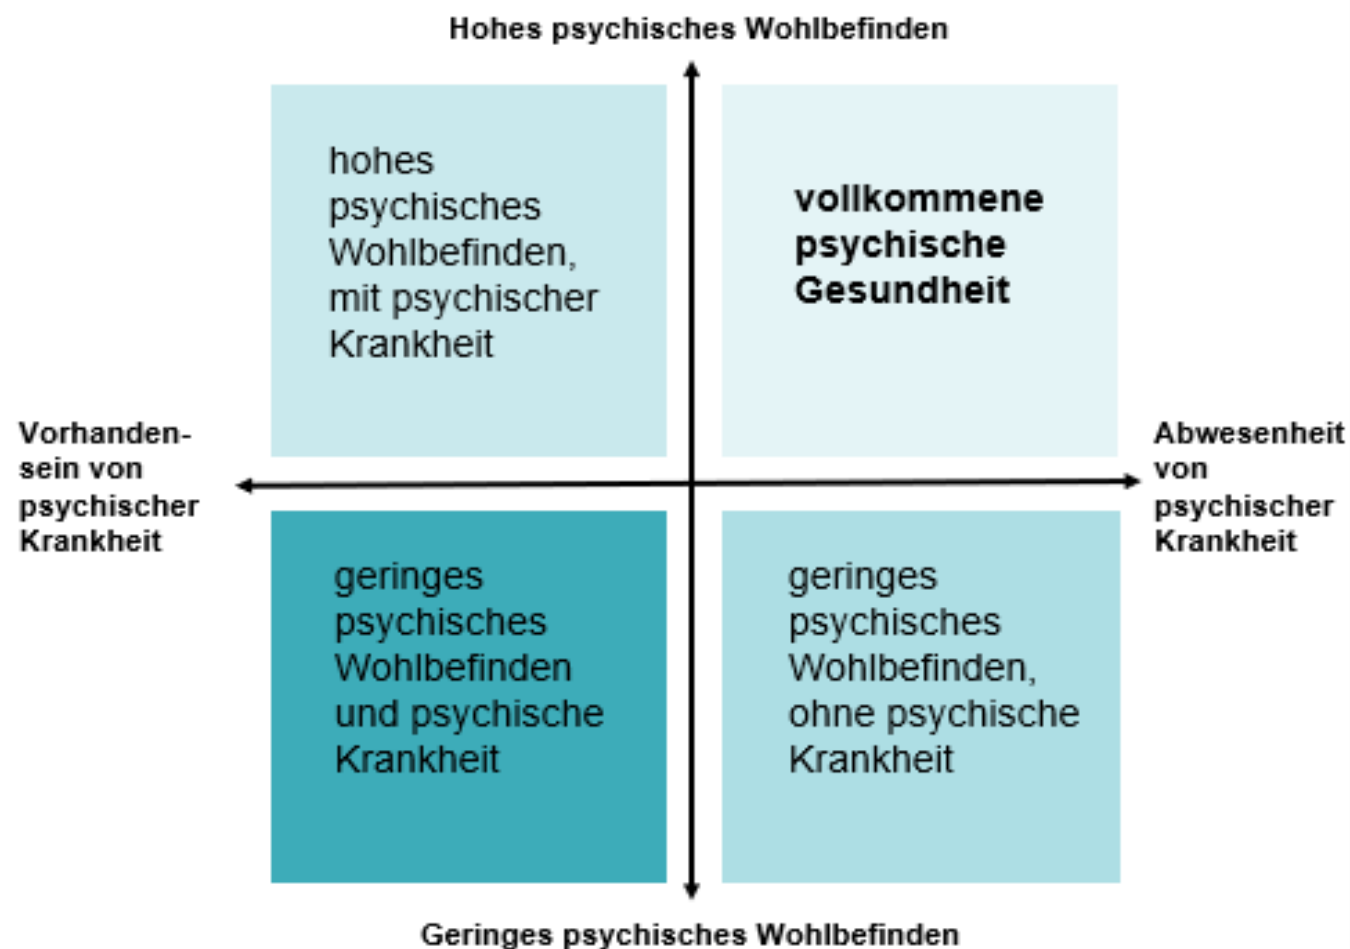 Hohes psychisches Wohlbefinden
hohes
psychisches
Wohlbefinden,
mit psychischer
Krankheit
vollkommene
psychische
Gesundheit
Vorhanden-
sein von
psychischer
Krankheit
Abwesenheit
von
psychischer
Krankheit
geringes
psychisches
Wohlbefinden
und psychische
Krankheit
geringes
psychisches
Wohlbefinden,
ohne psychische
Krankheit
Geringes psychisches Wohlbefinden